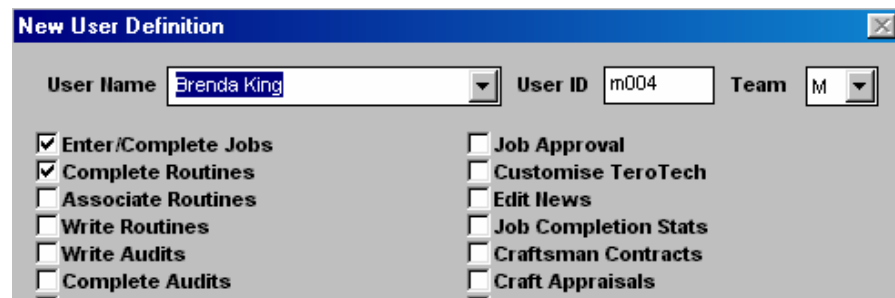 New User Definition
User Name Brenda King User ID m004 Team M
Enter/Complete Jobs Job Approval
Complete Routines Customise TeroTech
Associate Routines Edit News
Write Routines Job Completion Stats
Write Audits Craftsman Contracts
Complete Audits Craft Appraisals